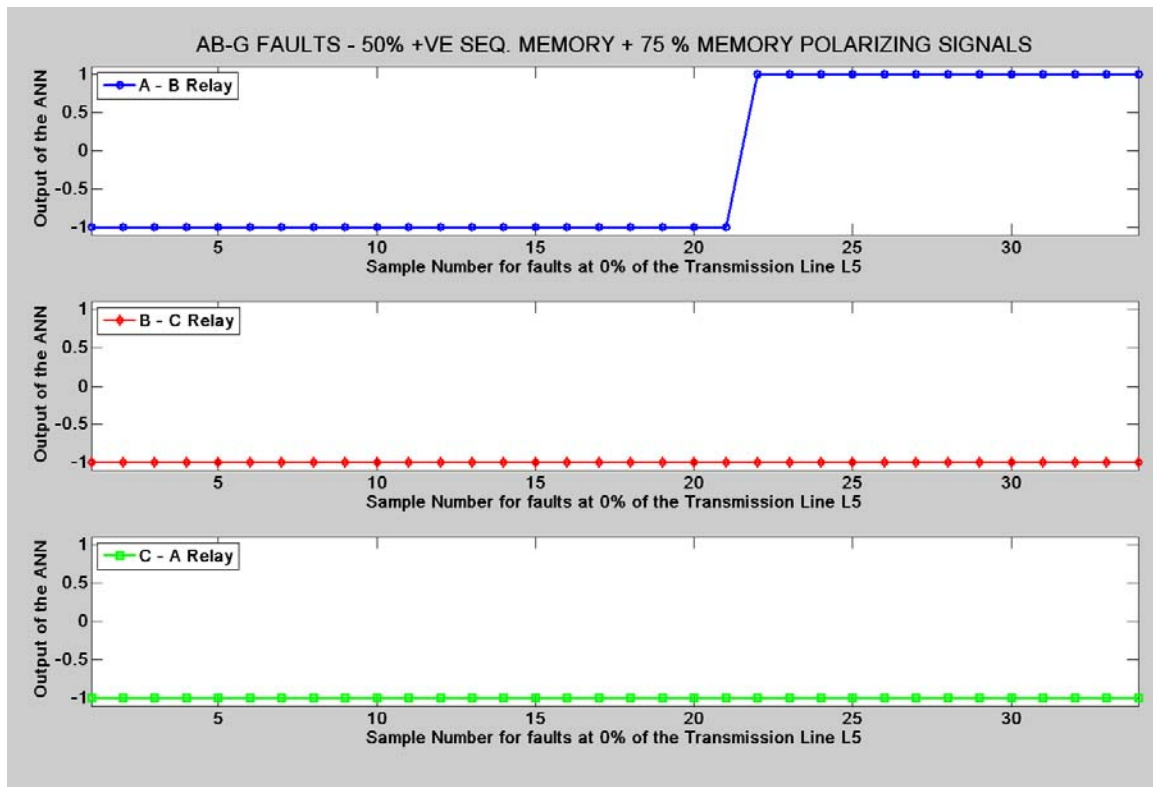 AB-G FAULTS - 50% +VE SEQ. MEMORY + 75 % MEMORY POLARIZING SIGNALS
Output of the ANN
1
0.5
0
-0.5
-1
A - B Relay
5 10 15 20 25 30
Sample Number for faults at 0% of the Transmission Line L5
Output of the ANN
1
0.5
0
-0.5
-1
B - C Relay
5 10 15 20 25 30
Sample Number for faults at 0% of the Transmission Line L5
Output of the ANN
1
0.5
0
-0.5
-1
C - A Relay
5 10 15 20 25 30
Sample Number for faults at 0% of the Transmission Line L5